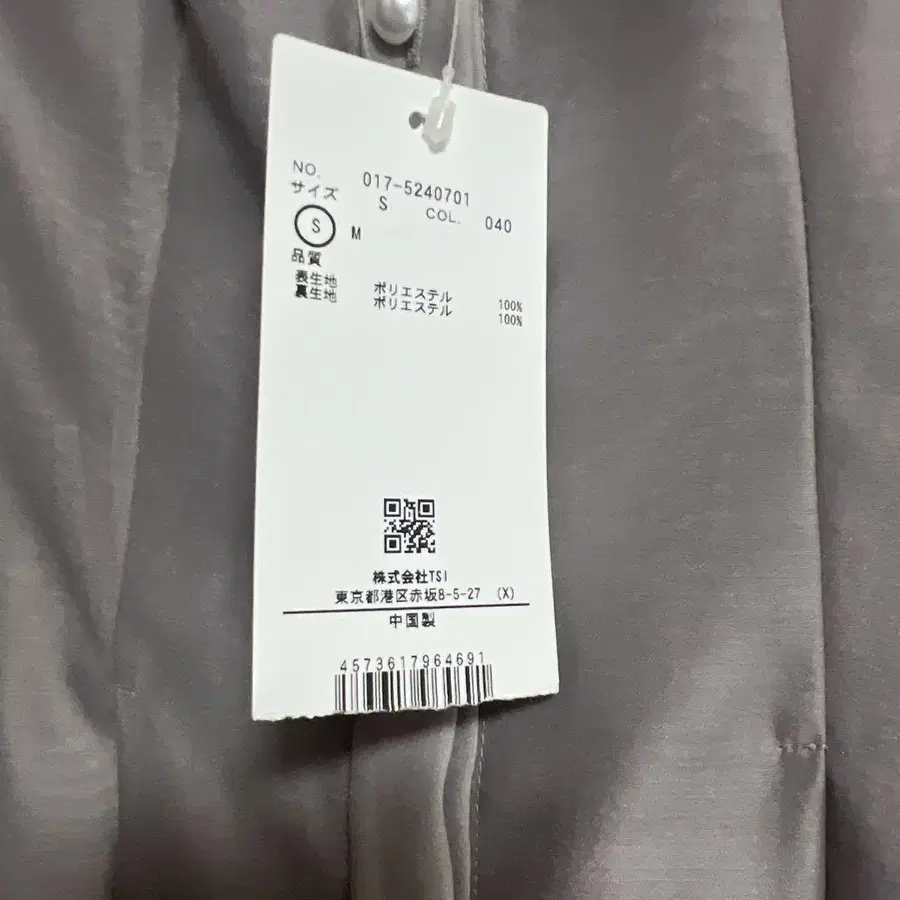 NO. 017-5240701
サイズ S COL. 040
S M
品質
表生地 ポリエステル 100%
裏生地 ポリエステル 100%
株式会社TSI
東京都港区赤坂8-5-27 (X)
中国製
4573617964691